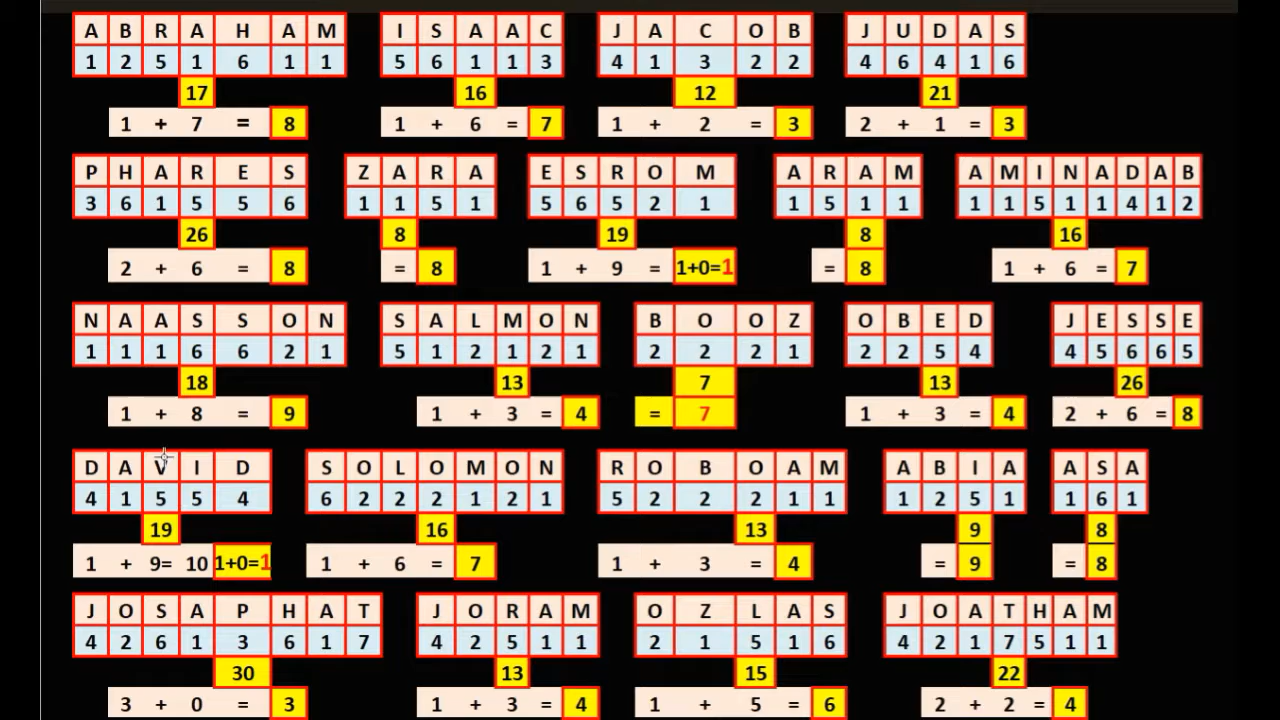 A B R A H A M I S A A C J A C O B J U D A S
1 2 5 1 6 1 1 5 6 1 1 3 4 1 3 2 2 4 6 4 1 6
17 16 12 21
1 + 7 = 8 1 + 6 = 7 1 + 2 = 3 2 + 1 = 3
P H A R E S Z A R A E S R O M A R A M A M I N A D A B
3 6 1 5 5 6 1 1 5 1 5 6 5 2 1 1 5 1 1 1 1 5 1 1 4 1 2
26 8 19 8 16
2 + 6 = 8 = 8 1 + 9 = 1+0=1 = 8 1 + 6 = 7
N A A S S O N S A L M O N B O O Z O B E D J E S S E
1 1 1 6 6 2 1 5 1 2 1 2 1 2 2 2 1 2 2 5 4 4 5 6 6 5
18 13 7 13 26
1 + 8 = 9 1 + 3 = 4 = 7 1 + 3 = 4 2 + 6 = 8
D A V I D S O L O M O N R O B O A M A B I A A S A
4 1 5 5 4 6 2 2 2 1 2 1 5 2 2 2 1 1 1 2 5 1 1 6 1
19 16 13 9 8
1 + 9= 10 1+0=1 1 + 6 = 7 1 + 3 = 4 = 9 = 8
J O S A P H A T J O R A M O Z L A S J O A T H A M
4 2 6 1 3 6 1 7 4 2 5 1 1 2 1 5 1 6 4 2 1 7 5 1 1
30 13 15 22
3 + 0 = 3 1 + 3 = 4 1 + 5 = 6 2 + 2 = 4